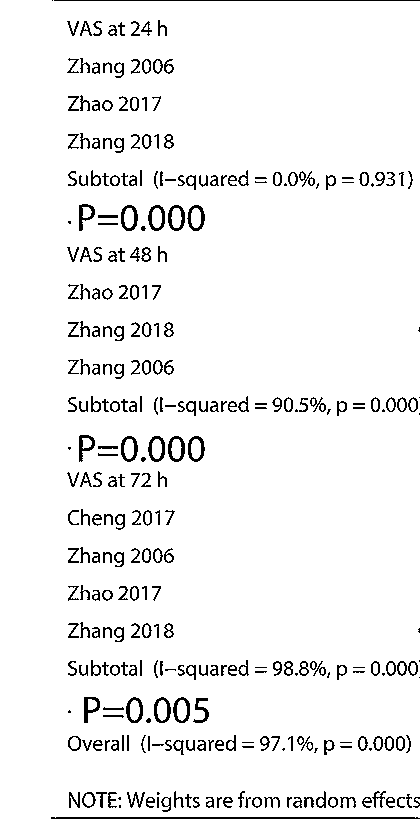 VAS at 24 h
Zhang 2006
Zhao 2017
Zhang 2018
Subtotal (I−squared = 0.0%, p = 0.931)
. P=0.000
VAS at 48 h
Zhao 2017
Zhang 2018
Zhang 2006
Subtotal (I−squared = 90.5%, p = 0.000)
. P=0.000
VAS at 72 h
Cheng 2017
Zhang 2006
Zhao 2017
Zhang 2018
Subtotal (I−squared = 98.8%, p = 0.000)
. P=0.005
Overall (I−squared = 97.1%, p = 0.000)
NOTE: Weights are from random effects